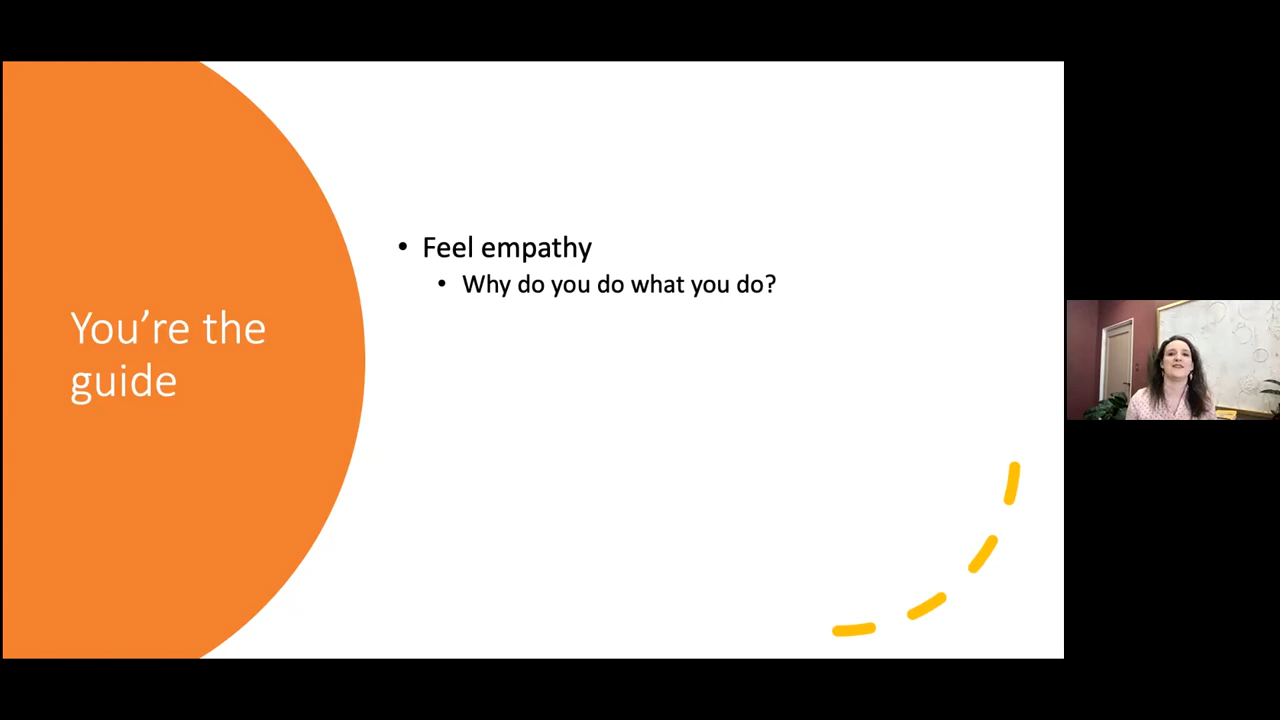 You’re the
guide
• Feel empathy
• Why do you do what you do?